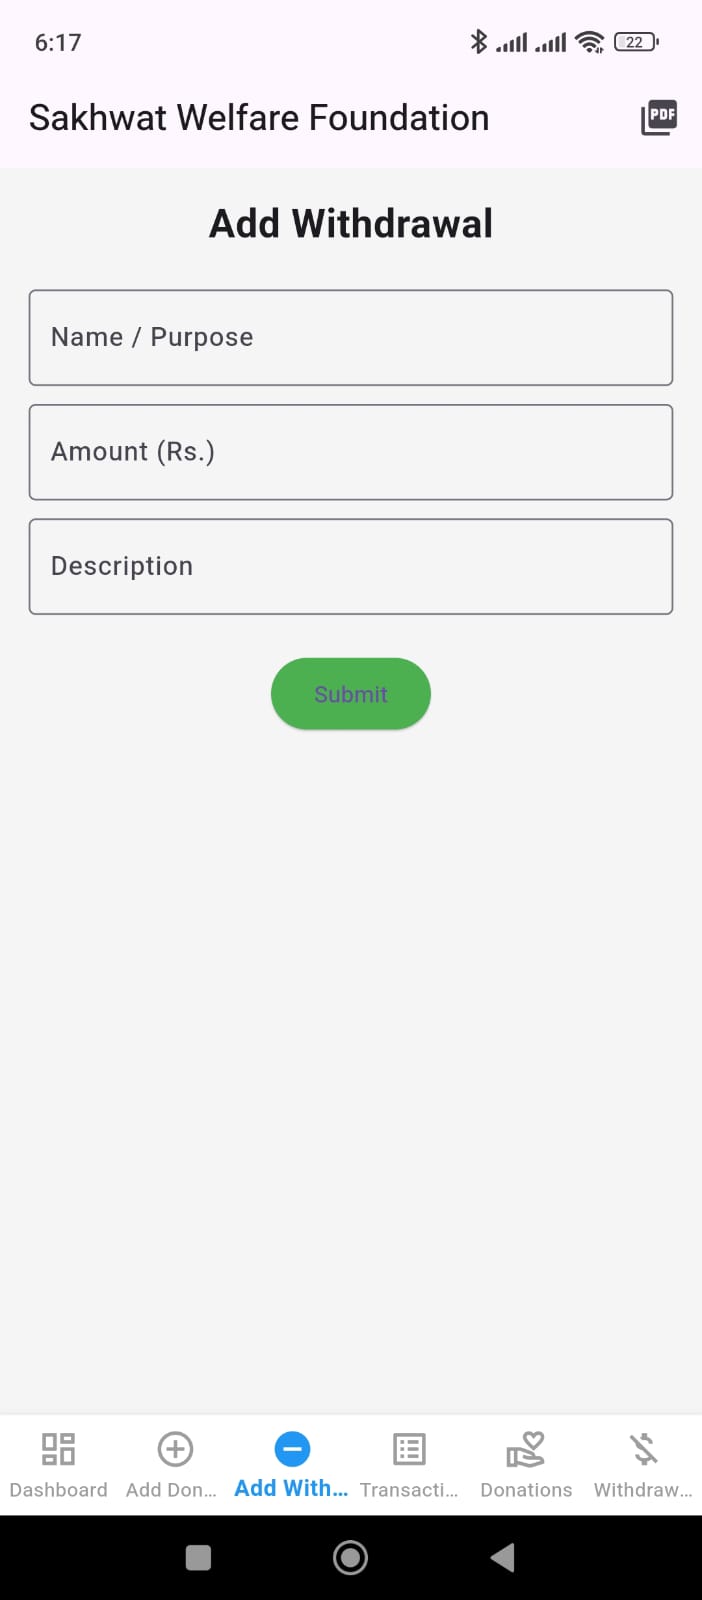 6:17
22
Sakhwat Welfare Foundation
PDF
Add Withdrawal
Name / Purpose
Amount (Rs.)
Description
Submit
Dashboard
Add Don...
Add With...
Transacti...
Donations
Withdraw...